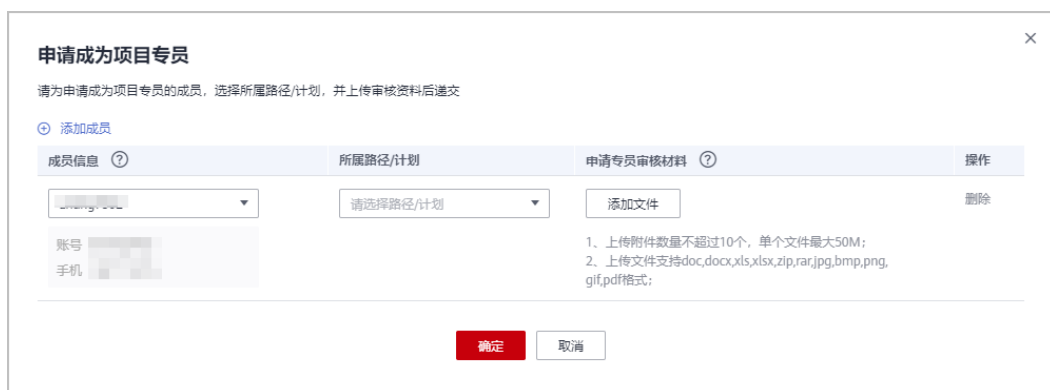 申请成为项目专员
请为申请成为项目专员的成员，选择所属路径/计划，并上传审核资料后递交
添加成员
成员信息 所属路径/计划 申请专员审核材料 操作
请选择路径/计划 添加文件 删除
账号
手机
1、上传附件数量不超过10个，单个文件最大50M；
2、上传文件支持doc,docx,xls,xlsx,zip,rar,jpg,bmp,png,
gif,pdf格式；
确定 取消